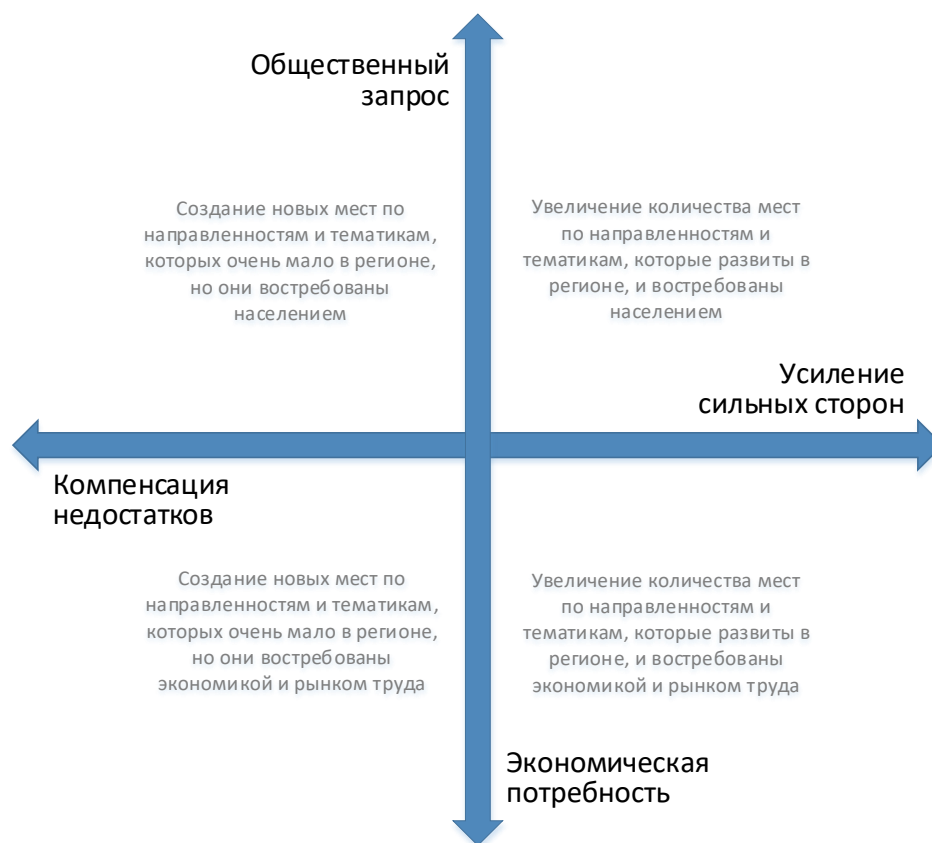 Общественный
запрос
Создание новых мест по
направленностям и тематикам,
которых очень мало в регионе,
но они востребованы
населением
Увеличение количества мест
по направленностям и
тематикам, которые развиты в
регионе, и востребованы
населением
Усиление
сильных сторон
Компенсация
недостатков
Создание новых мест по
направленностям и тематикам,
которых очень мало в регионе,
но они востребованы
экономикой и рынком труда
Увеличение количества мест
по направленностям и
тематикам, которые развиты в
регионе, и востребованы
экономикой и рынком труда
Экономическая
потребность